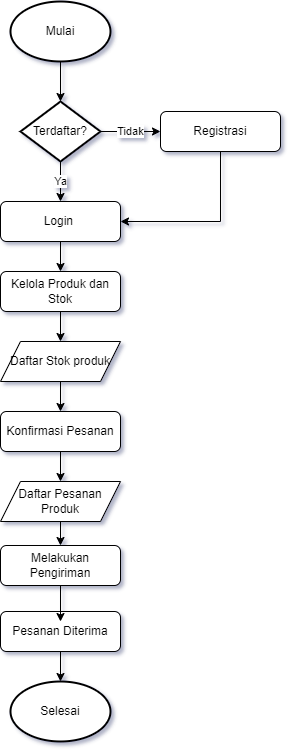 Mulai
Terdaftar?
Tidak
Registrasi
Ya
Login
Kelola Produk dan
Stok
Daftar Stok produk
Konfirmasi Pesanan
Daftar Pesanan
Produk
Melakukan
Pengiriman
Pesanan Diterima
Selesai